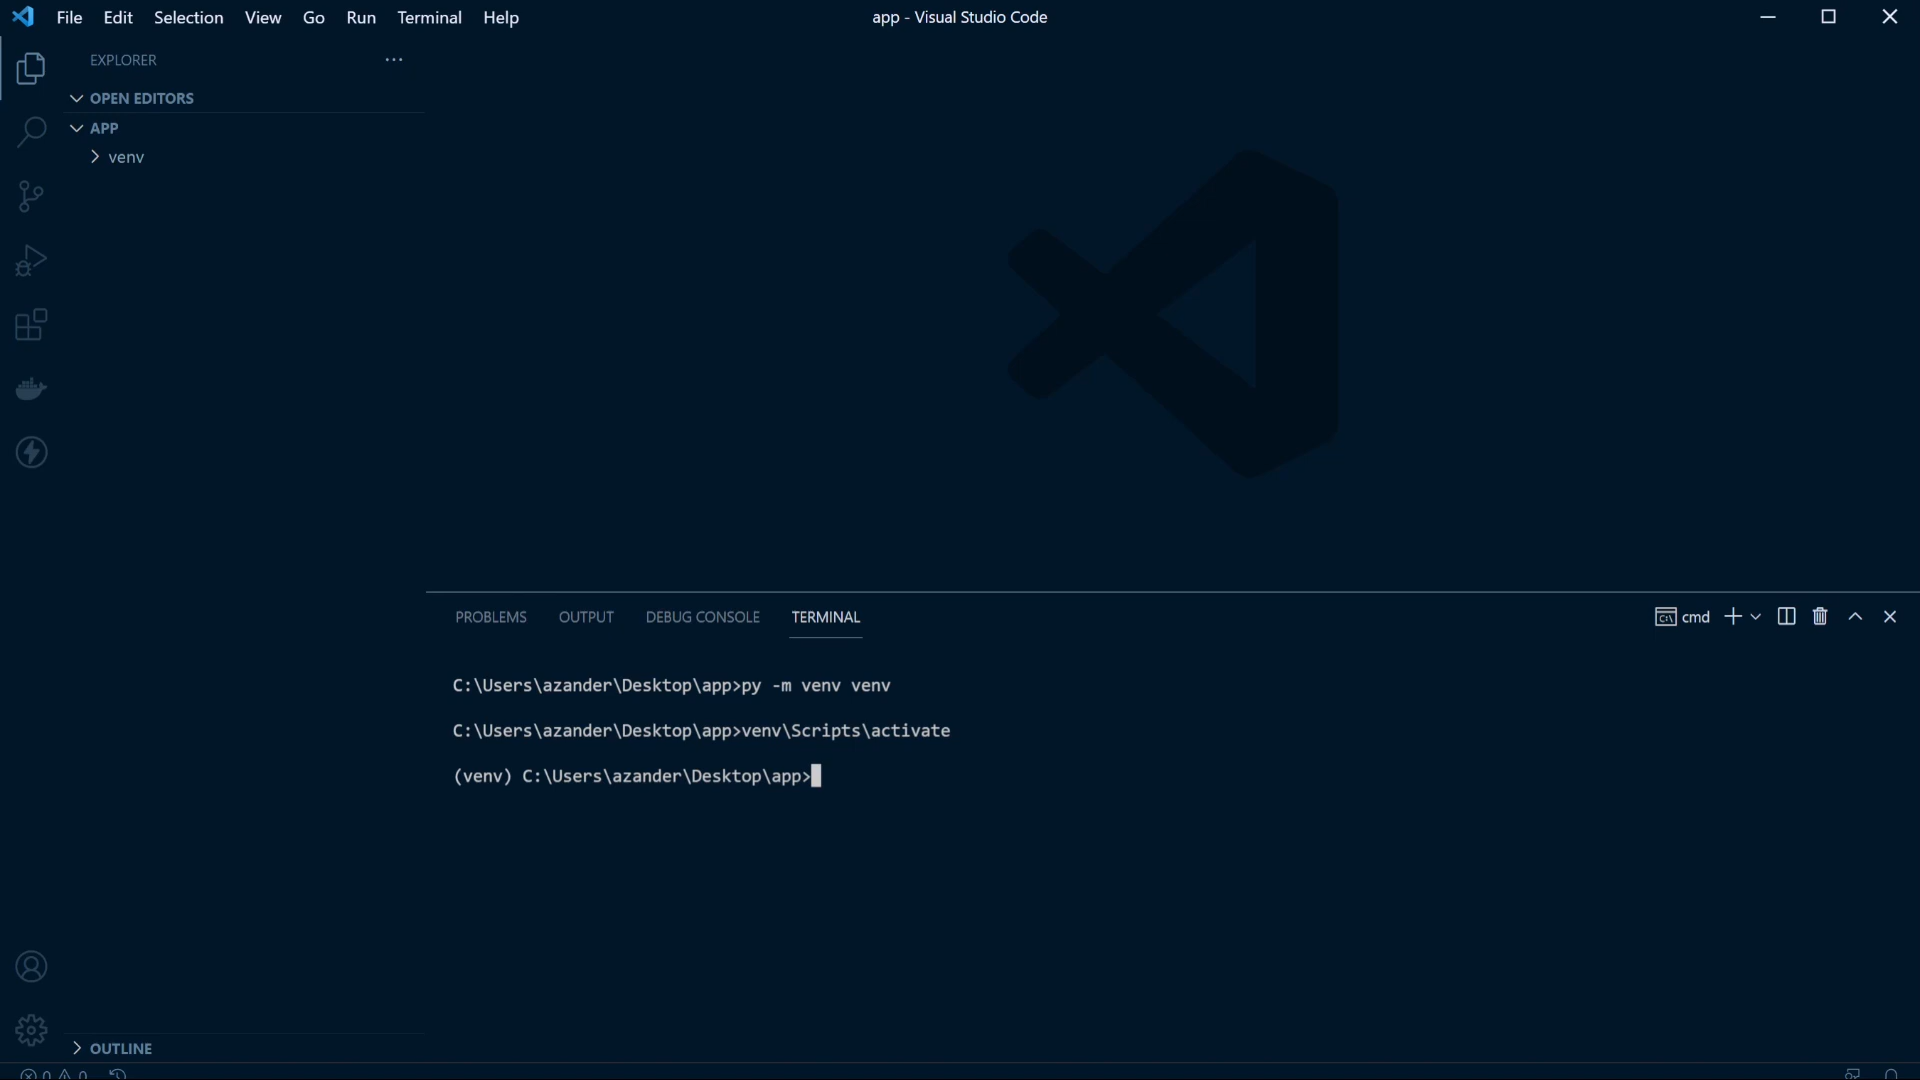 File Edit Selection View Go Run Terminal Help
app - Visual Studio Code
EXPLORER
OPEN EDITORS
APP
venv
PROBLEMS OUTPUT DEBUG CONSOLE TERMINAL
cmd
C:\Users\azander\Desktop\app>py -m venv venv
C:\Users\azander\Desktop\app>venv\Scripts\activate
(venv) C:\Users\azander\Desktop\app>
OUTLINE
0 0